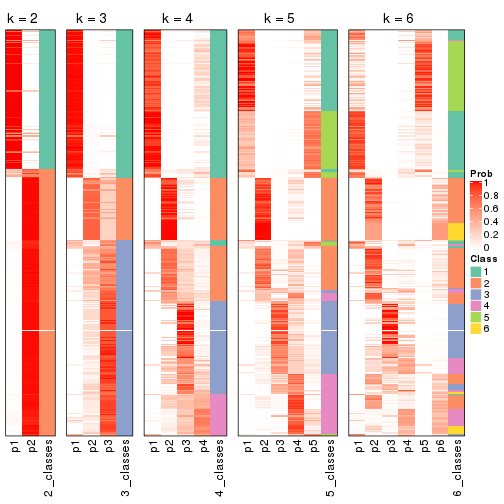 k = 2
k = 3
k = 4
k = 5
k = 6
p1
p2
2_classes
p1
p2
p3
3_classes
p1
p2
p3
p4
4_classes
p1
p2
p3
p4
p5
5_classes
p1
p2
p3
p4
p5
p6
6_classes
Prob
1
0.8
0.6
0.4
0.2
0
Class
1
2
3
4
5
6